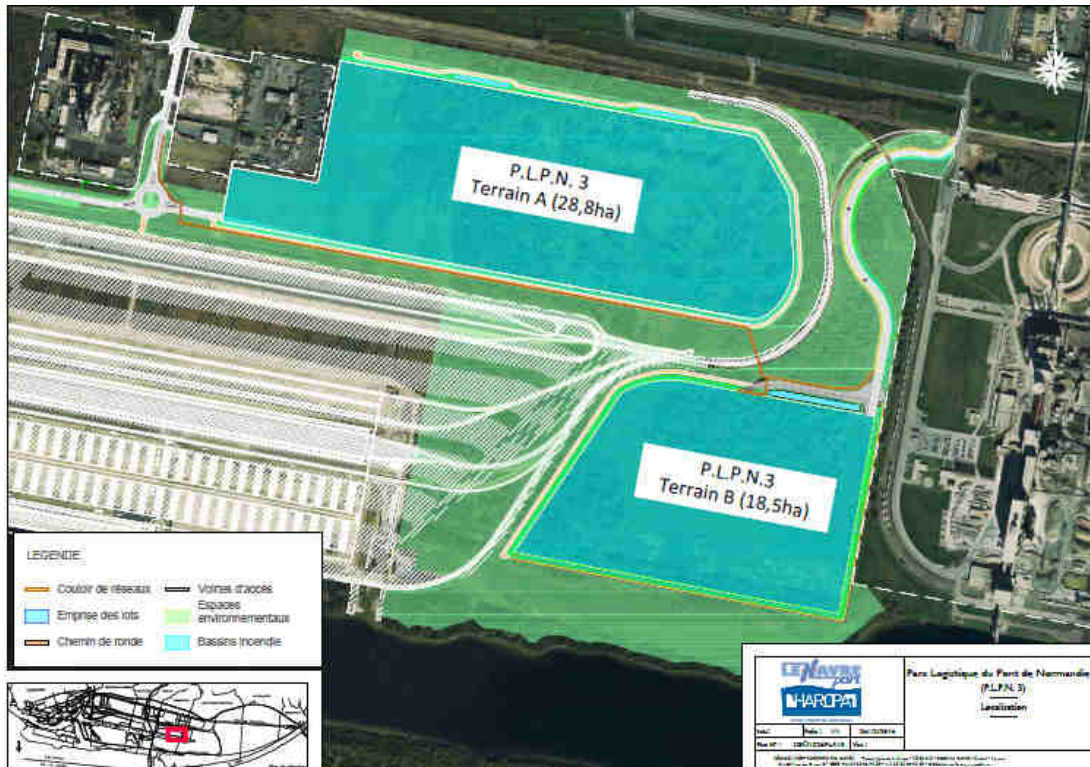 P.L.P.N. 3
Terrain A (28,8ha)
P.L.P.N.3
Terrain B (18,5ha)
LEGENDE
Couloir de réseaux
Voiries d'accès
Emprise des lots
Espaces
environnementaux
Chemin de ronde
Bassins Incendie
LE HAVRE
port
HAROPA
Parc Logistique du Pont de Normandie
(P.L.P.N. 3)
Localisation